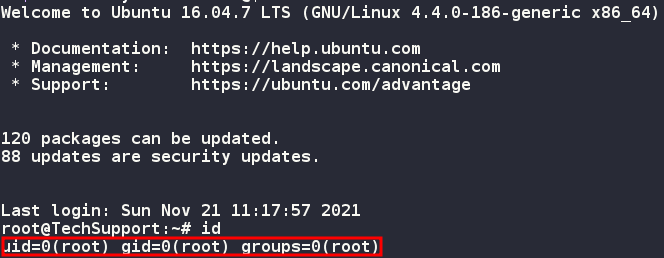 Welcome to Ubuntu 16.04.7 LTS (GNU/Linux 4.4.0-186-generic x86_64)
* Documentation: https://help.ubuntu.com
* Management: https://landscape.canonical.com
* Support: https://ubuntu.com/advantage
120 packages can be updated.
88 updates are security updates.
Last login: Sun Nov 21 11:17:57 2021
root@TechSupport:~# id
uid=0(root) gid=0(root) groups=0(root)